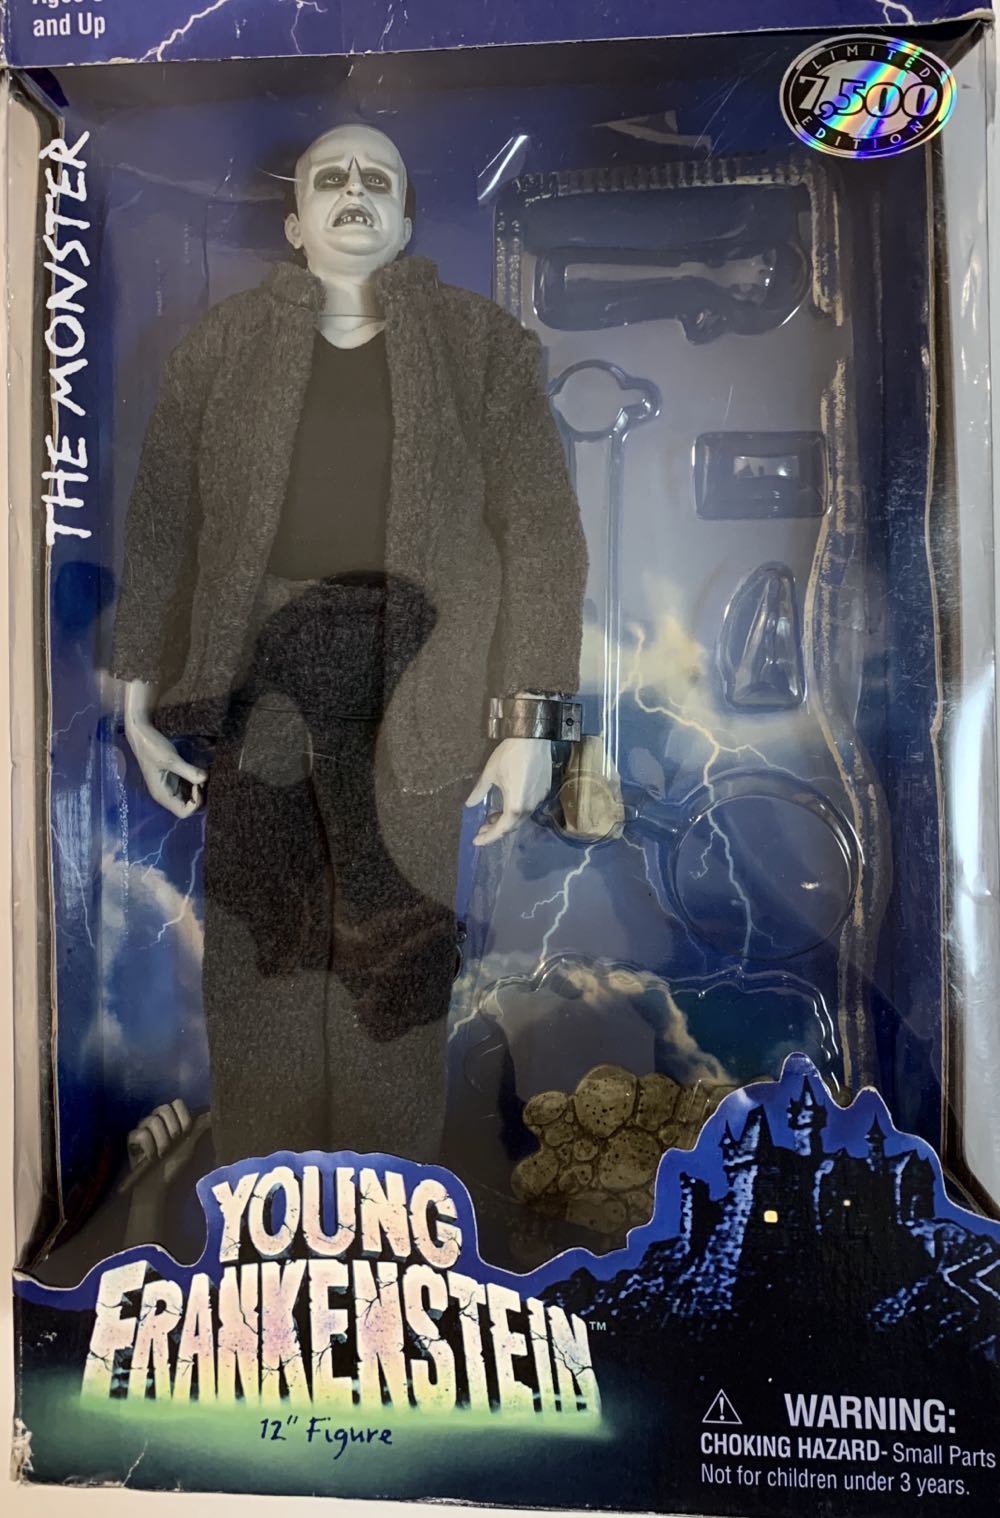 and Up
LIMITED
7,500
EDITION
THE MONSTER
YOUNG
FRANKENSTEIN™
12" Figure
WARNING:
CHOKING HAZARD- Small Parts
Not for children under 3 years.